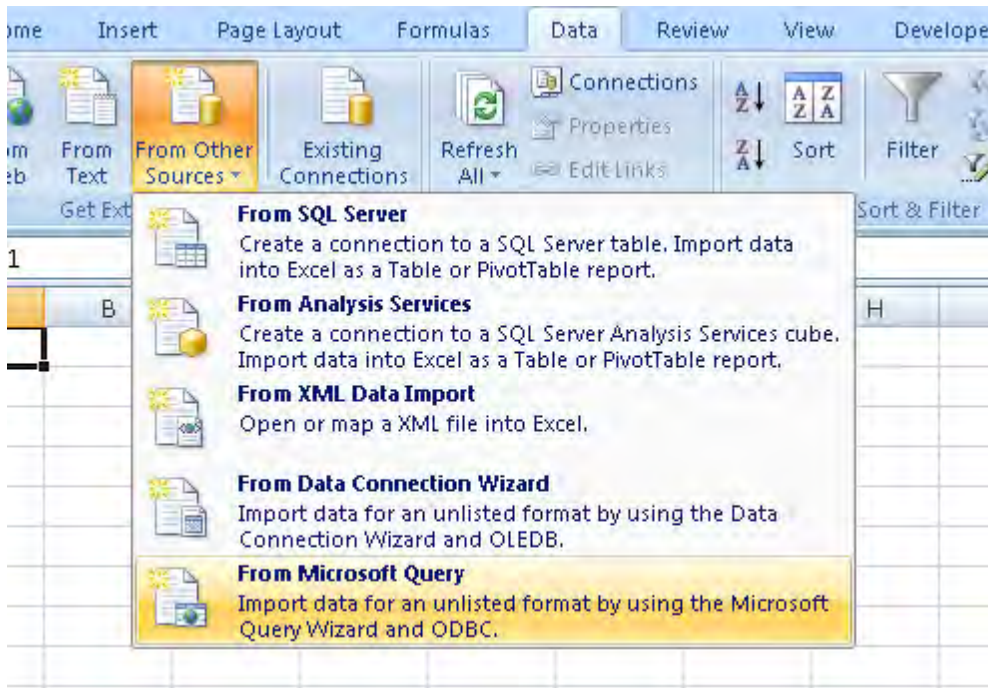 Insert Page Layout Formulas Data Review View
Connections
Properties
Edit Links
From Text
From Other Sources
Existing Connections
Refresh All
A Z
Z A
A Z Z A
Sort
Filter
Sort & Filter
1
B
H
From SQL Server
Create a connection to a SQL Server table. Import data
into Excel as a Table or PivotTable report.
From Analysis Services
Create a connection to a SQL Server Analysis Services cube.
Import data into Excel as a Table or PivotTable report.
From XML Data Import
Open or map a XML file into Excel.
From Data Connection Wizard
Import data for an unlisted format by using the Data
Connection Wizard and OLEDB.
From Microsoft Query
Import data for an unlisted format by using the Microsoft
Query Wizard and ODBC.